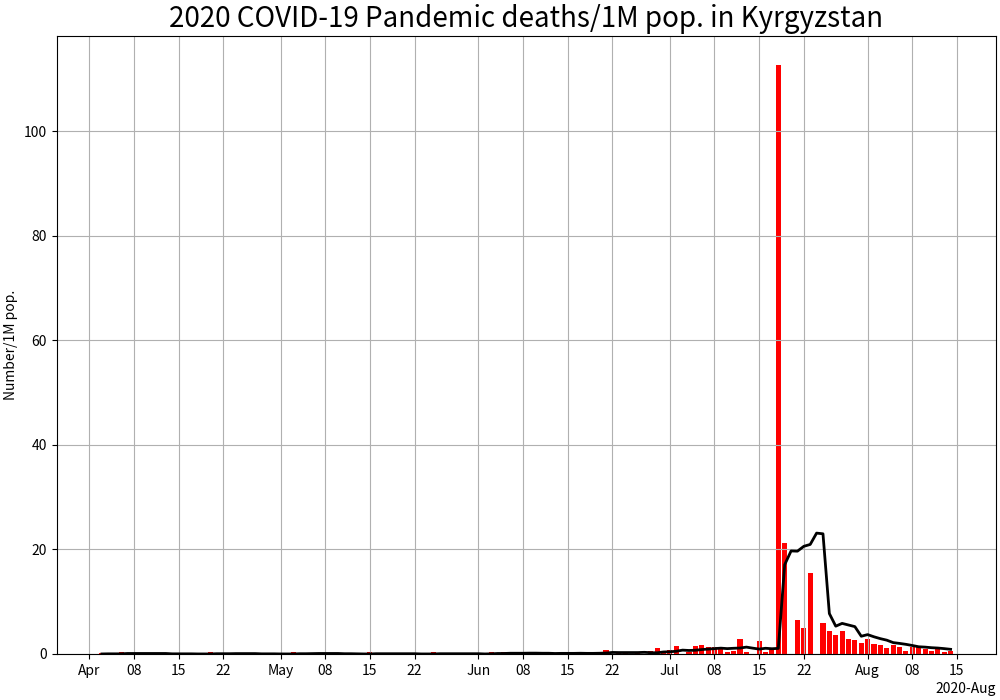 2020 COVID-19 Pandemic deaths/1M pop. in Kyrgyzstan
Number/1M pop.
100
80
60
40
20
0
Apr 08 15 22 May 08 15 22 Jun 08 15 22 Jul 08 15 22 Aug 08 15
2020-Aug